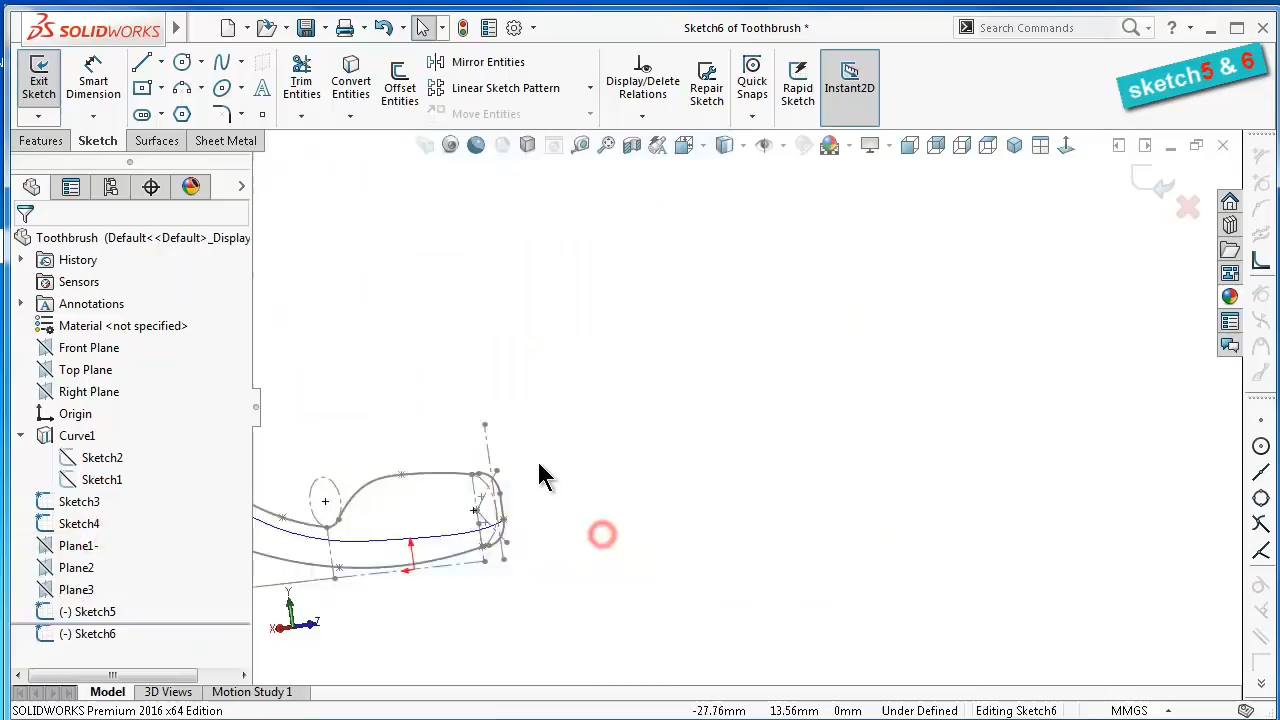 SOLIDWORKS
Sketch6 of Toothbrush *
Search Commands
?
sketch5 & 6
Exit Sketch
Smart Dimension
Trim Entities
Convert Entities
Offset Entities
Mirror Entities
Linear Sketch Pattern
Move Entities
Display/Delete Relations
Repair Sketch
Quick Snaps
Rapid Sketch
Instant2D
Features
Sketch
Surfaces
Sheet Metal
Toothbrush (Default<<Default>_Display
History
Sensors
Annotations
Material <not specified>
Front Plane
Top Plane
Right Plane
Origin
Curve1
Sketch2
Sketch1
Sketch3
Sketch4
Plane1-
Plane2
Plane3
(-) Sketch5
(-) Sketch6
Y
X
Z
Model
3D Views
Motion Study 1
SOLIDWORKS Premium 2016 x64 Edition
-27.76mm
13.56mm
0mm
Under Defined
Editing Sketch6
MMGS